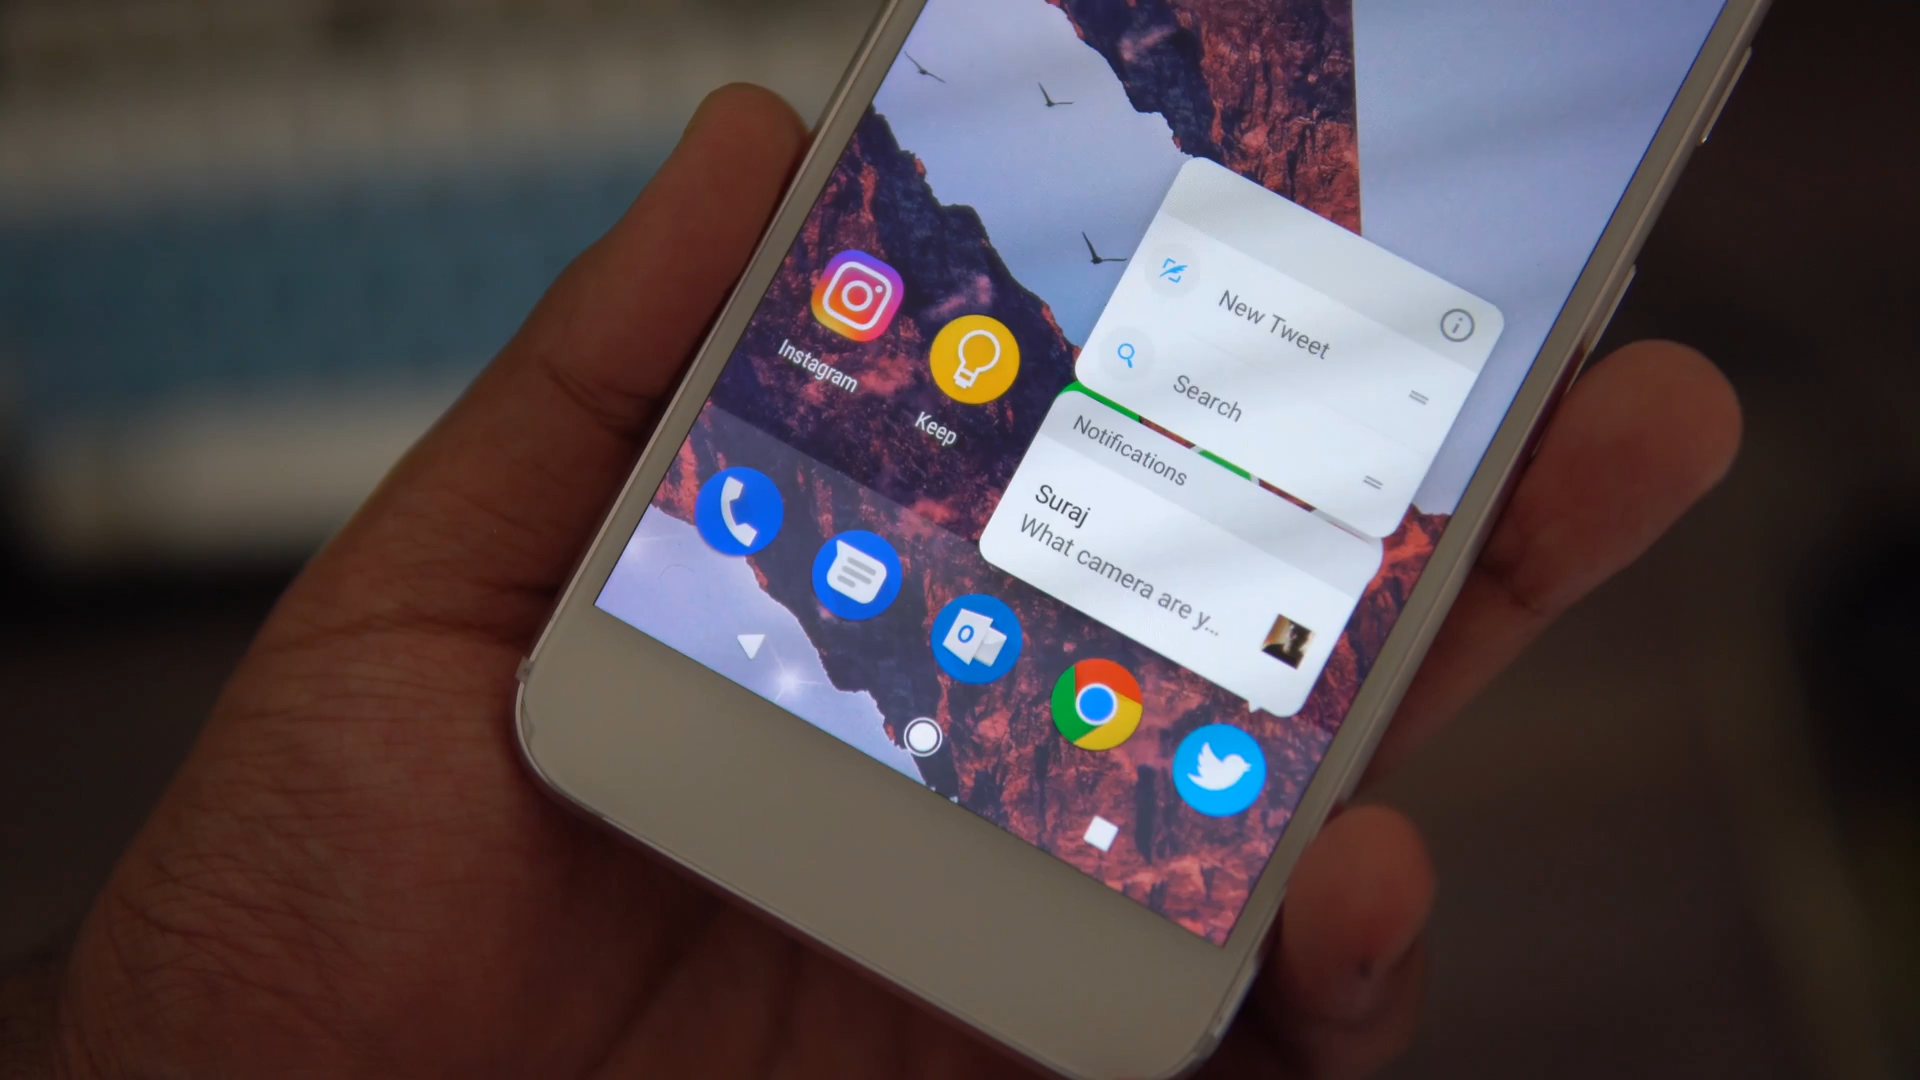 New Tweet
Search
Notifications
Suraj
What camera are y...
Instagram
Keep